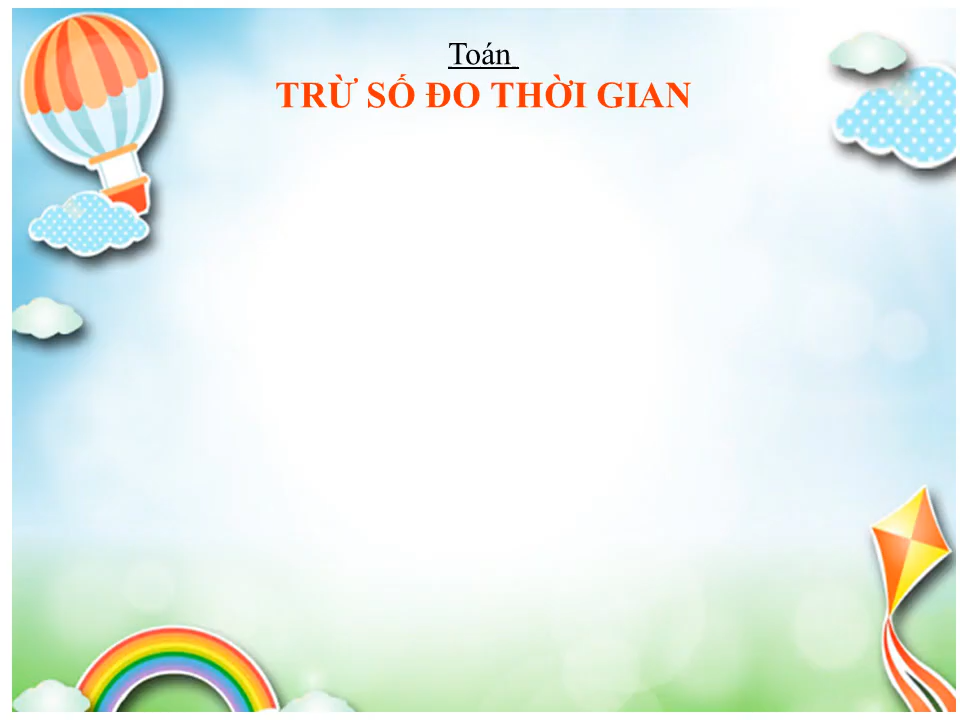 Toán
TRỪ SỐ ĐO THỜI GIAN